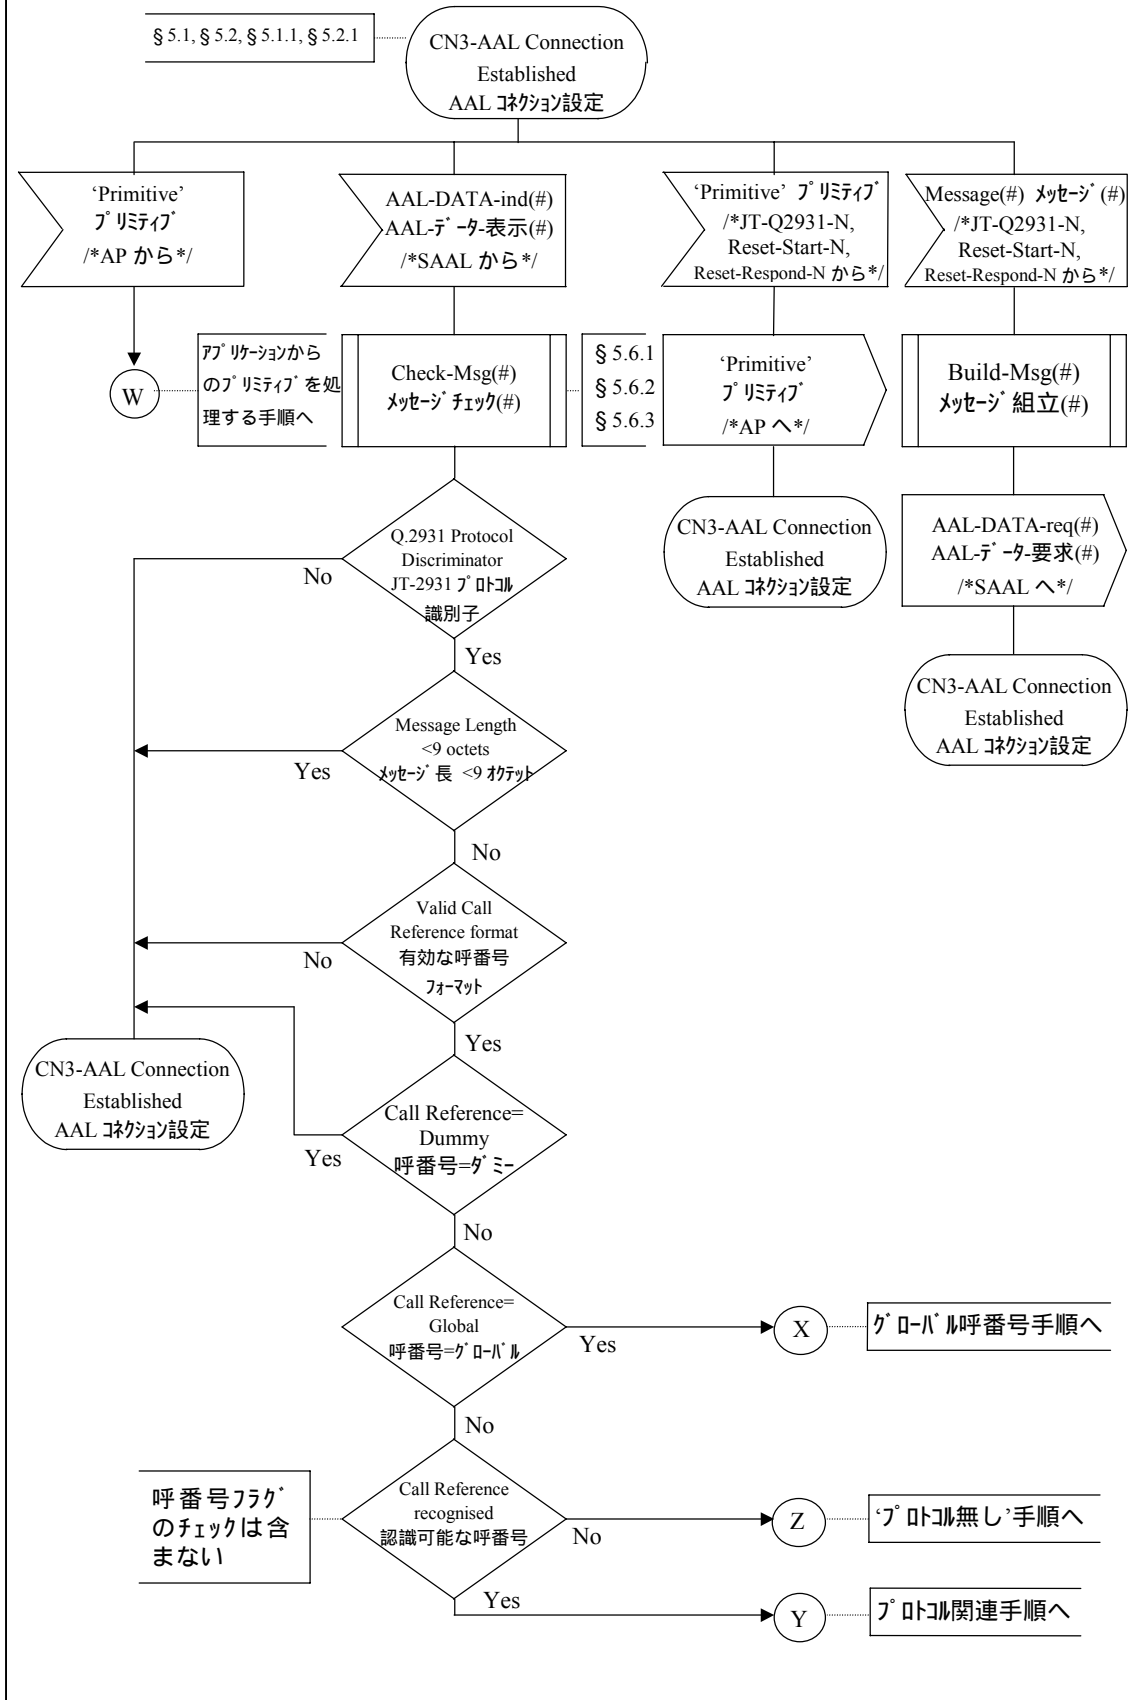 §5.1, §5.2, §5.1.1, §5.2.1
CN3-AAL Connection
Established
AAL ｺﾈｸｼｮﾝ設定
‘Primitive’
ﾌﾟﾘﾐﾃｨﾌﾞ
/*AP から*/
AAL-DATA-ind(#)
AAL-ﾃﾞｰﾀ-表示(#)
/*SAAL から*/
‘Primitive’ ﾌﾟﾘﾐﾃｨﾌﾞ
/*JT-Q2931-N,
Reset-Start-N,
Reset-Respond-N から*/
Message(#) ﾒｯｾｰｼﾞ(#)
/*JT-Q2931-N,
Reset-Start-N,
Reset-Respond-N から*/
W
ｱﾌﾟﾘｹｰｼｮﾝから
のﾌﾟﾘﾐﾃｨﾌﾞを処
理する手順へ
Check-Msg(#)
ﾒｯｾｰｼﾞﾁｪｯｸ(#)
§5.6.1
§5.6.2
§5.6.3
‘Primitive’
ﾌﾟﾘﾐﾃｨﾌﾞ
/*AP へ*/
Build-Msg(#)
ﾒｯｾｰｼﾞ組立(#)
CN3-AAL Connection
Established
AAL ｺﾈｸｼｮﾝ設定
AAL-DATA-req(#)
AAL-ﾃﾞｰﾀ-要求(#)
/*SAAL へ*/
CN3-AAL Connection
Established
AAL ｺﾈｸｼｮﾝ設定
Q.2931 Protocol
Discriminator
JT-2931 ﾌﾟﾛﾄｺﾙ
識別子
No
Yes
Message Length
<9 octets
ﾒｯｾｰｼﾞ長 <9 ｵｸﾃｯﾄ
Yes
No
Valid Call
Reference format
有効な呼番号
ﾌｫｰﾏｯﾄ
No
Yes
CN3-AAL Connection
Established
AAL ｺﾈｸｼｮﾝ設定
Call Reference=
Dummy
呼番号=ﾀﾞﾐｰ
Yes
No
Call Reference=
Global
呼番号=ｸﾞﾛｰﾊﾞﾙ
Yes
X
ｸﾞﾛｰﾊﾞﾙ呼番号手順へ
No
呼番号ﾌﾗｸﾞ
のﾁｪｯｸは含
まない
Call Reference
recognised
認識可能な呼番号
No
Z
‘ﾌﾟﾛﾄｺﾙ無し’手順へ
Yes
Y
ﾌﾟﾛﾄｺﾙ関連手順へ